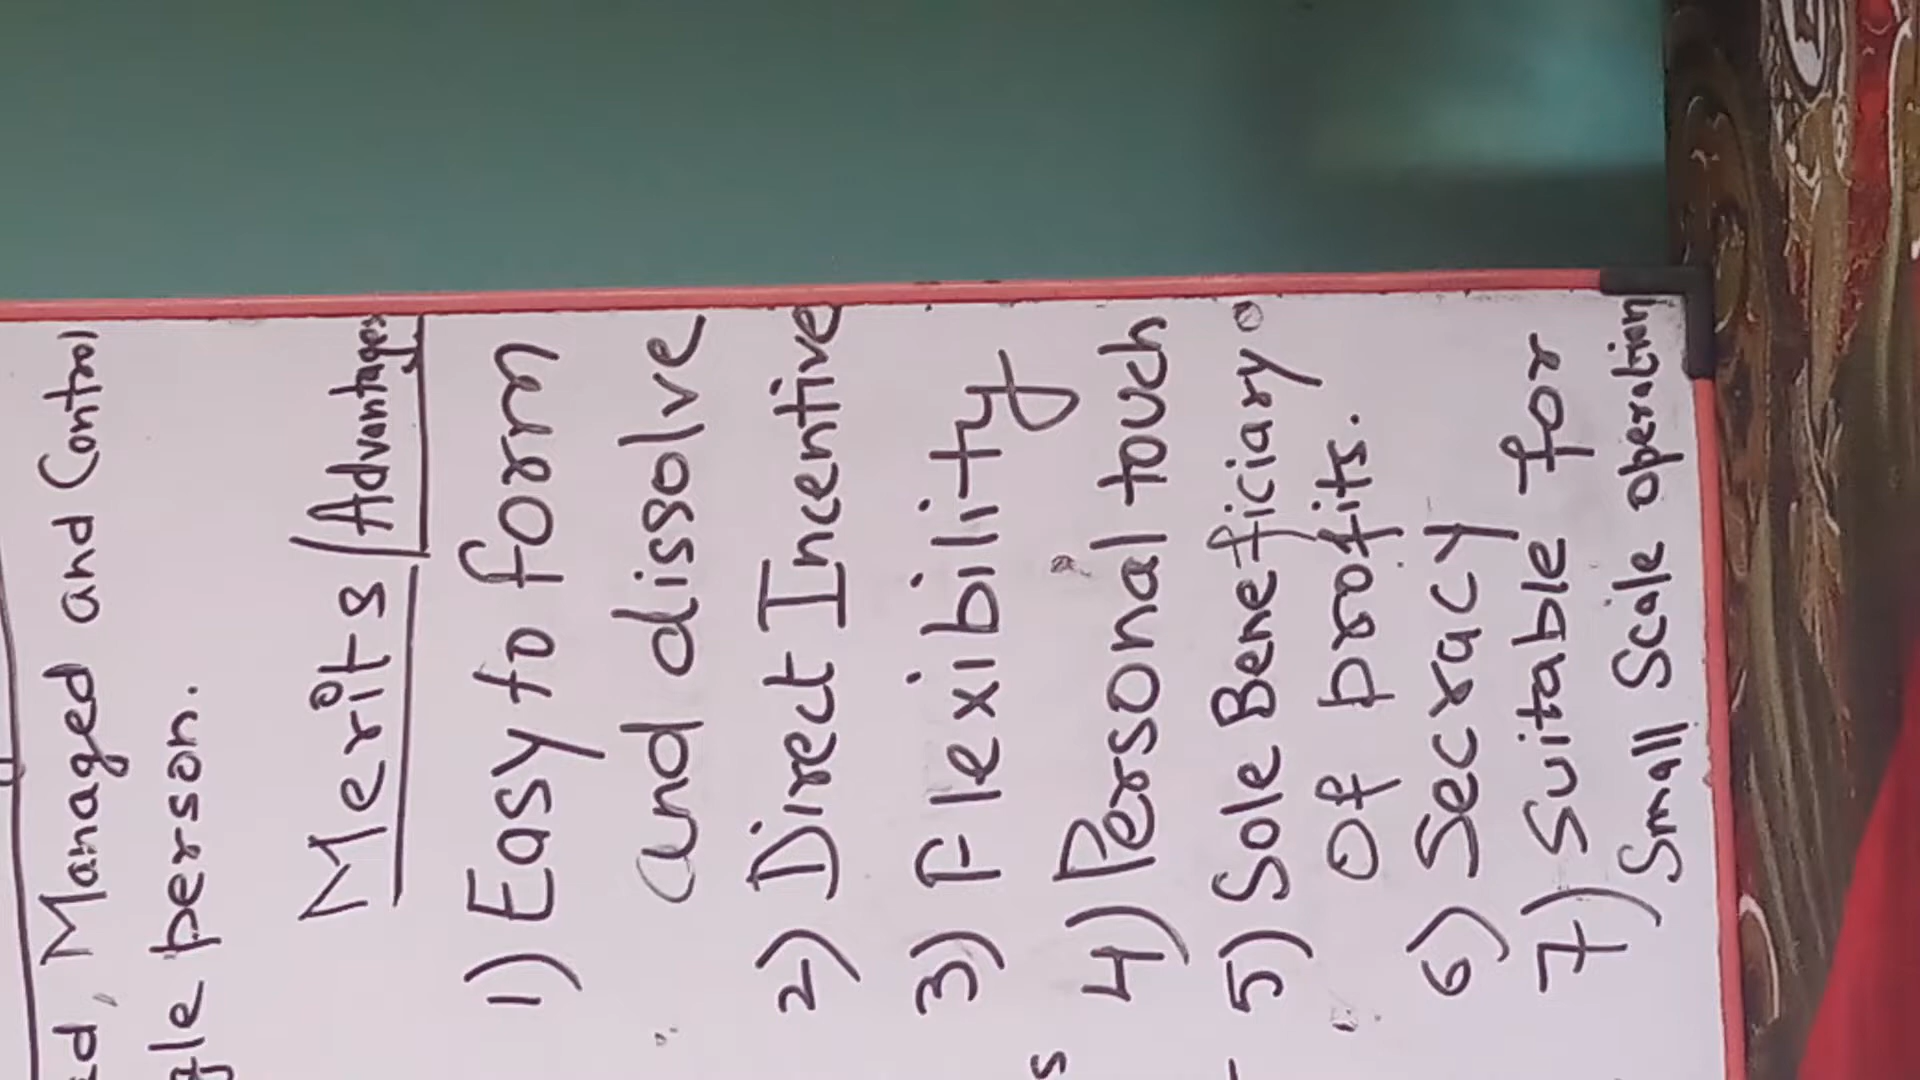 ed, Managed and Control
gle person.
Merits / Advantages
1) Easy to form
and dissolve
2) Direct Incentive
3) Flexibility
4) Personal touch
s
5) Sole Beneficiary
of profits.
6) Secracy
7) Suitable for
Small Scale operation